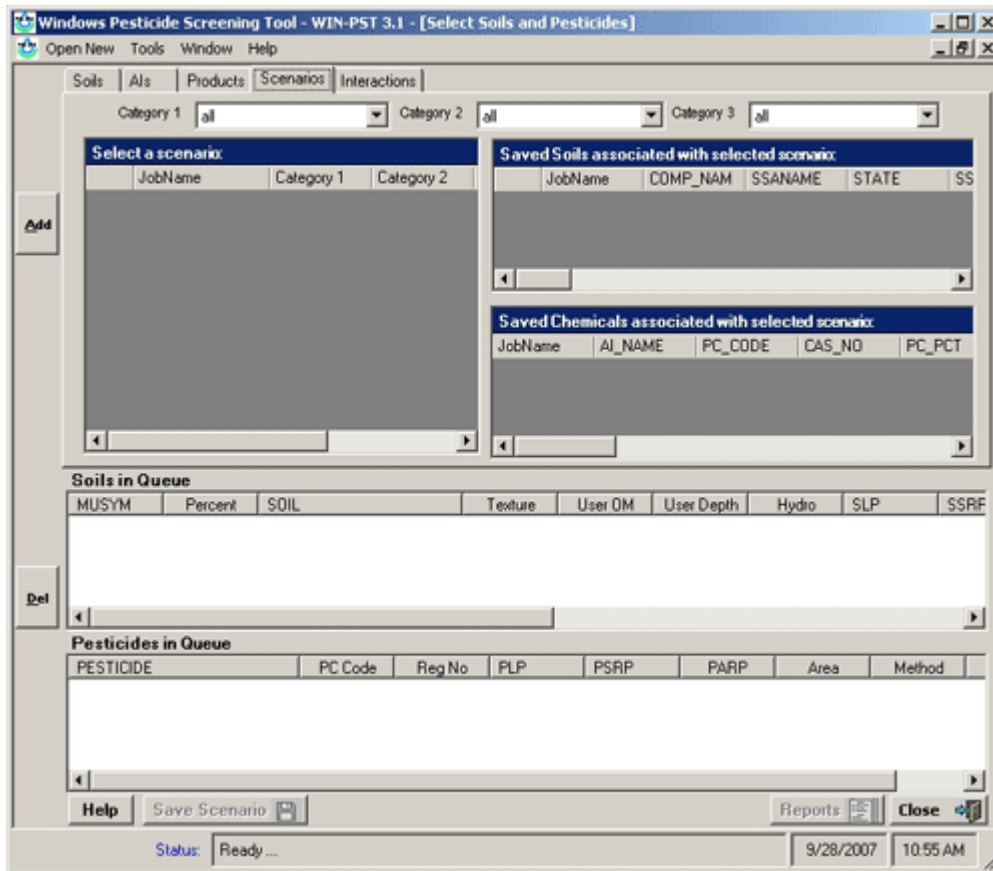 Windows Pesticide Screening Tool - WIN-PST 3.1 - [Select Soils and Pesticides]
Open New Tools Window Help
Soils AIs Products Scenarios Interactions
Category 1 all Category 2 all Category 3 all
Select a scenario:
JobName Category 1 Category 2
Saved Soils associated with selected scenario:
JobName COMP_NAM SSANAME STATE SS
Add
Saved Chemicals associated with selected scenario:
JobName AI_NAME PC_CODE CAS_NO PC_PCT
Soils in Queue
MUSYM Percent SOIL Texture User OM User Depth Hydro SLP SSRP
Del
Pesticides in Queue
PESTICIDE PC Code Reg No PLP PSRP PARP Area Method
Help Save Scenario Reports Close
Status: Ready ... 9/28/2007 10:55 AM